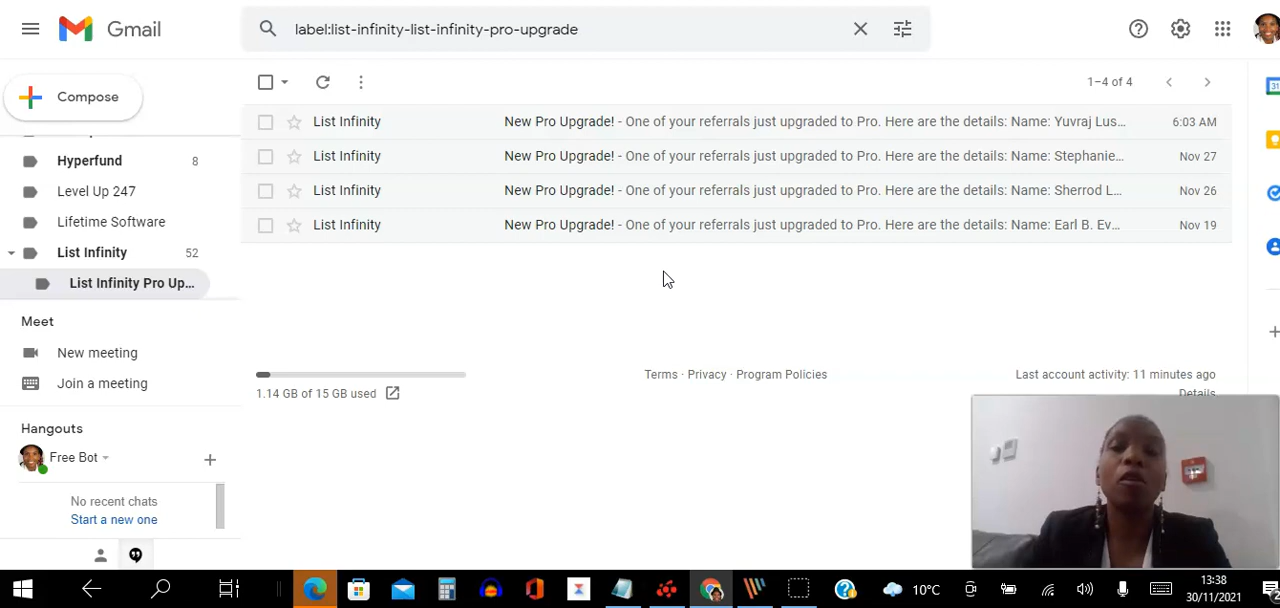 Gmail
label:list-infinity-list-infinity-pro-upgrade
Compose
1–4 of 4
31
List Infinity New Pro Upgrade! - One of your referrals just upgraded to Pro. Here are the details: Name: Yuvraj Lus... 6:03 AM
List Infinity New Pro Upgrade! - One of your referrals just upgraded to Pro. Here are the details: Name: Stephanie... Nov 27
List Infinity New Pro Upgrade! - One of your referrals just upgraded to Pro. Here are the details: Name: Sherrod L... Nov 26
List Infinity New Pro Upgrade! - One of your referrals just upgraded to Pro. Here are the details: Name: Earl B. Ev... Nov 19
Hyperfund 8
Level Up 247
Lifetime Software
List Infinity 52
List Infinity Pro Up...
Meet
New meeting
Join a meeting
Hangouts
Free Bot
No recent chats
Start a new one
1.14 GB of 15 GB used
Terms · Privacy · Program Policies
Last account activity: 11 minutes ago
Details
10°C
13:38
30/11/2021